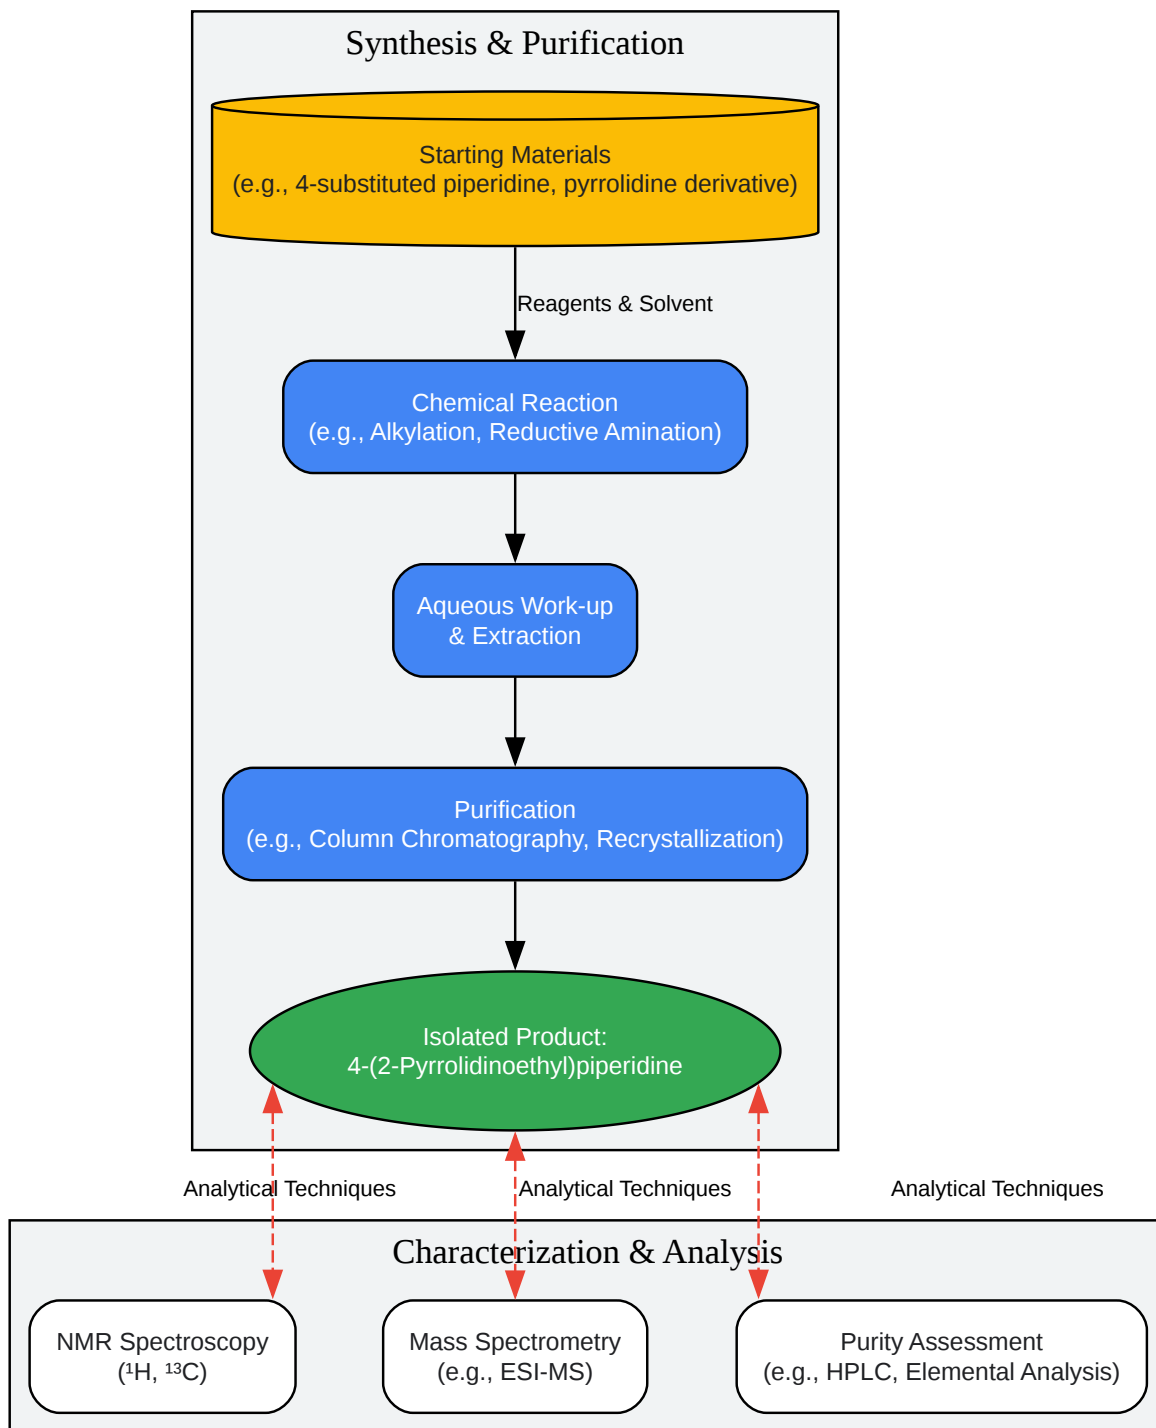 Synthesis & Purification
Starting Materials
(e.g., 4-substituted piperidine, pyrrolidine derivative)
Reagents & Solvent
Chemical Reaction
(e.g., Alkylation, Reductive Amination)
Aqueous Work-up
& Extraction
Purification
(e.g., Column Chromatography, Recrystallization)
Isolated Product:
4-(2-Pyrrolidinoethyl)piperidine
Analytical Techniques
Analytical Techniques
Analytical Techniques
Characterization & Analysis
NMR Spectroscopy
(¹H, ¹³C)
Mass Spectrometry
(e.g., ESI-MS)
Purity Assessment
(e.g., HPLC, Elemental Analysis)